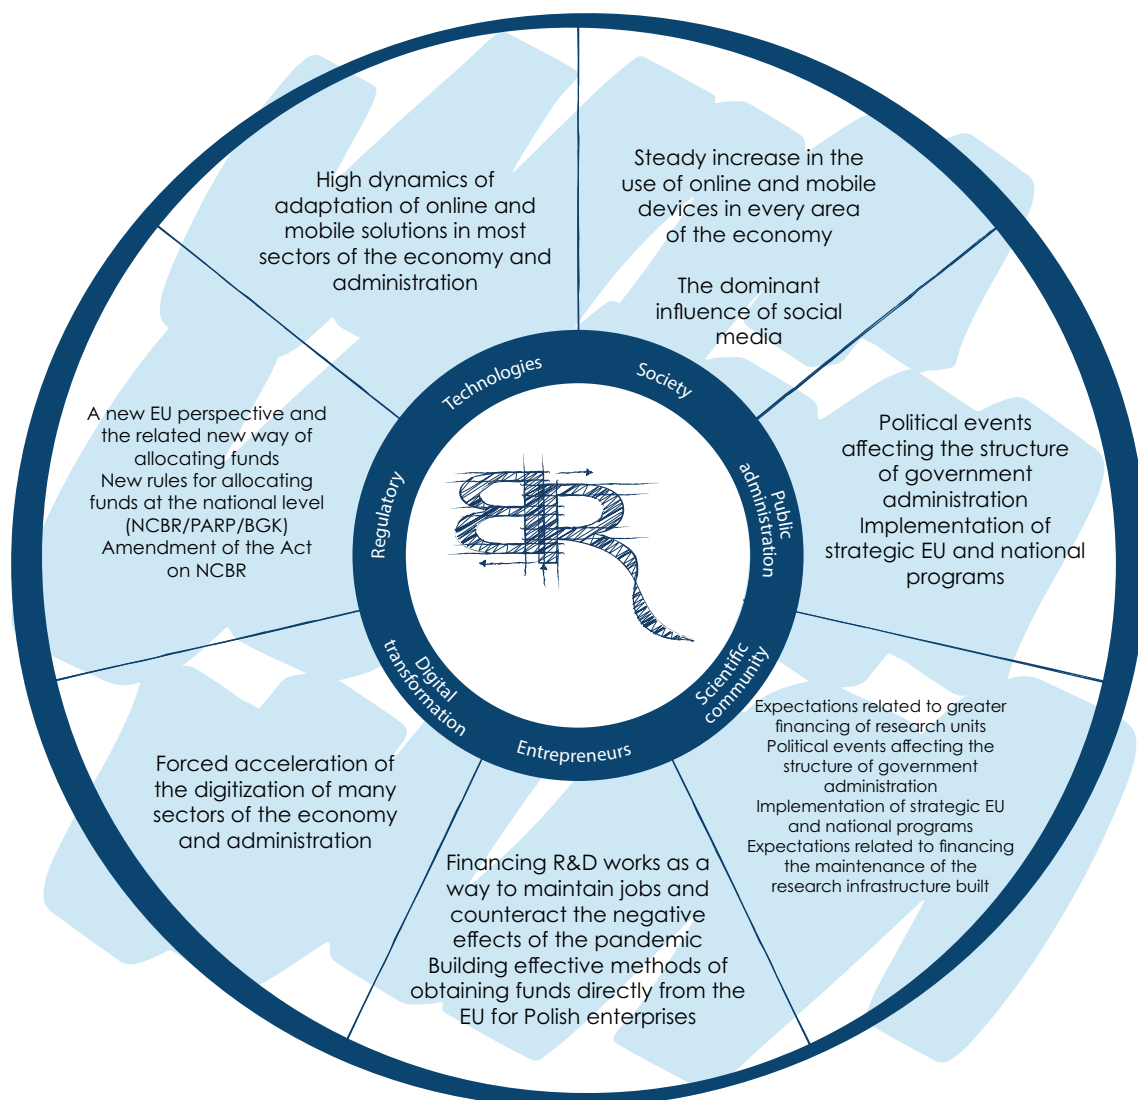 High dynamics of
adaptation of online and
mobile solutions in most
sectors of the economy and
administration
Steady increase in the
use of online and mobile
devices in every area
of the economy
The dominant
influence of social
media
Political events
affecting the structure
of government
administration
Implementation of
strategic EU and national
programs
Expectations related to greater
financing of research units
Political events affecting the
structure of government
administration
Implementation of strategic EU
and national programs
Expectations related to financing
the maintenance of the
research infrastructure built
Financing R&D works as a
way to maintain jobs and
counteract the negative
effects of the pandemic
Building effective methods of
obtaining funds directly from the
EU for Polish enterprises
Forced acceleration of
the digitization of many
sectors of the economy
and administration
A new EU perspective and
the related new way of
allocating funds
New rules for allocating
funds at the national level
(NCBR/PARP/BGK)
Amendment of the Act
on NCBR
Technologies
Society
Public
administration
Scientific
community
Entrepreneurs
Digital
transformation
Regulatory